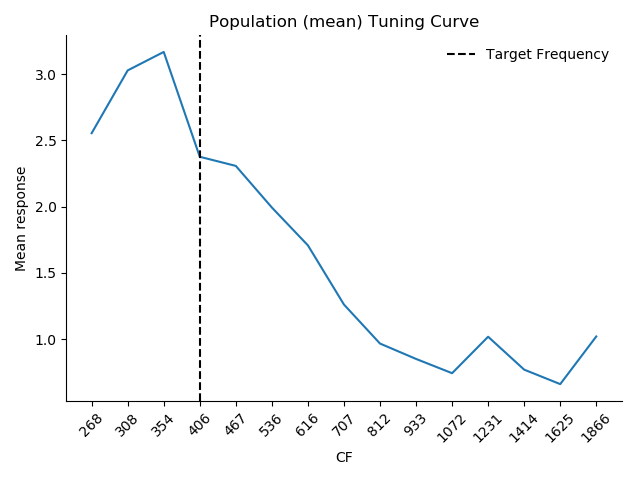 Population (mean) Tuning Curve
Target Frequency
Mean response
3.0
2.5
2.0
1.5
1.0
268 308 354 406 467 536 616 707 812 933 1072 1231 1414 1625 1866
CF